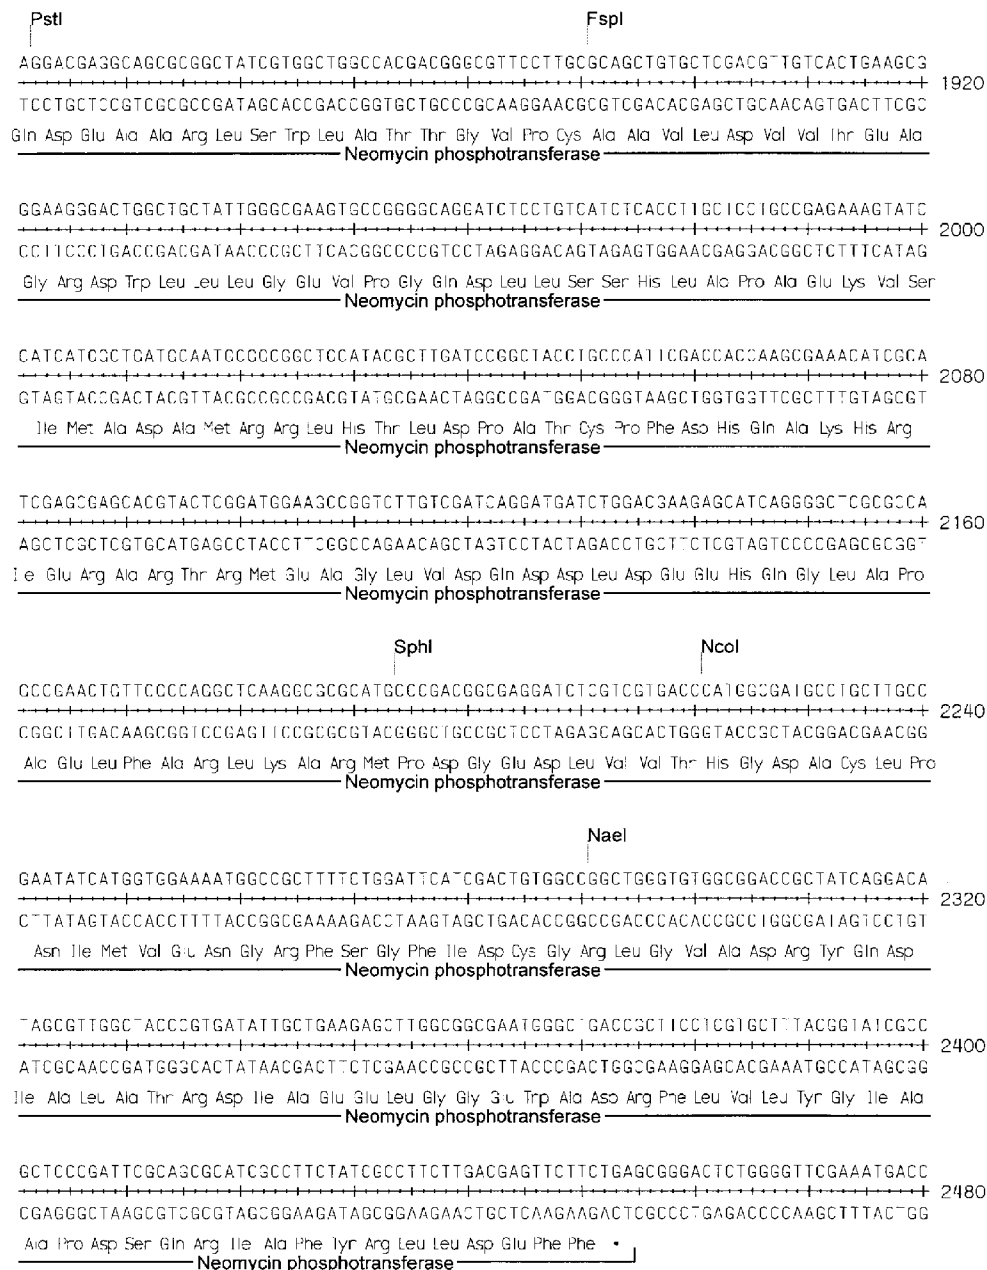 PstI FspI
AGGACGAGGCAGCGCGGCTATCGTGGCTGGCCACGACGGGCGTTCCTTGCGCAGCTGTGCTCGACGTTGTCACTGAAGCG
1920
TCCTGCTCCGTCGCGCCGATAGCACCGACCGGTGCTGCCCGCAAGGAACGCGTCGACACGAGCTGCAACAGTGACTTCGC
Gln Asp Glu Ala Ala Arg Leu Ser Trp Leu Ala Thr Thr Gly Val Pro Cys Ala Ala Val Leu Asp Val Val Thr Glu Ala
Neomycin phosphotransferase
GGAAGGGACTGGCTGCTATTGGGCGAAGTGCCGGGGCAGGATCTCCTGTCATCTCACCTTGCTCCTGCCGAGAAAGTATC
2000
CCTTCCCTGACCGACGATAACCCGCTTCACGGCCCCGTCCTAGAGGACAGTAGAGTGGAACGAGGACGGCTCTTTCATAG
Gly Arg Asp Trp Leu Leu Leu Gly Glu Val Pro Gly Gln Asp Leu Leu Ser Ser His Leu Ala Pro Ala Glu Lys Val Ser
Neomycin phosphotransferase
CATCATGGCTGATGCAATGCGGCGGCTGCATACGCTTGATCCGGCTACCTGCCCATTCGACCACCAAGCGAAACATCGCA
2080
GTAGTACCGACTACGTTACGCCGCCGACGTATGCGAACTAGGCCGATGGACGGGTAAGCTGGTGGTTCGCTTTGTAGCGT
Ile Met Ala Asp Ala Met Arg Arg Leu His Thr Leu Asp Pro Ala Thr Cys Pro Phe Asp His Gln Ala Lys His Arg
Neomycin phosphotransferase
TCGAGCGAGCACGTACTCGGATGGAAGCCGGTCTTGTCGATCAGGATGATCTGGACGAAGAGCATCAGGGGCTCGCGCCA
2160
AGCTCGCTCGTGCATGAGCCTACCTTCGGCCAGAACAGCTAGTCCTACTAGACCTGCTTCTCGTAGTCCCCGAGCGCGGT
Ile Glu Arg Ala Arg Thr Arg Met Glu Ala Gly Leu Val Asp Gln Asp Asp Leu Asp Glu Glu His Gln Gly Leu Ala Pro
Neomycin phosphotransferase
SphI NcoI
GCCGAACTGTTCGCCAGGCTCAAGGCGCGCATGCCCGACGGCGAGGATCTCGTCGTGACCCATGGCGATGCCTGCTTGCC
2240
CGGCTTGACAAGCGGTCCGAGTTCCGCGCGTACGGGCTGCCGCTCCTAGAGCAGCACTGGGTACCGCTACGGACGAACGG
Ala Glu Leu Phe Ala Arg Leu Lys Ala Arg Met Pro Asp Gly Glu Asp Leu Val Val Thr His Gly Asp Ala Cys Leu Pro
Neomycin phosphotransferase
NaeI
GAATATCATGGTGGAAAATGGCCGCTTTTCTGGATTCATCGACTGTGGCCGGCTGGGTGTGGCGGACCGCTATCAGGACA
2320
CTTATAGTACCACCTTTTACCGGCGAAAAGACCTAAGTAGCTGACACCGGCCGACCCACACCGCCTGGCGATAGTCCTGT
Asn Ile Met Val Glu Asn Gly Arg Phe Ser Gly Phe Ile Asp Cys Gly Arg Leu Gly Val Ala Asp Arg Tyr Gln Asp
Neomycin phosphotransferase
TAGCGTTGGCTACCCGTGATATTGCTGAAGAGCTTGGCGGCGAATGGGCTGACCGCTTCCTCGTGCTTTACGGTATCGCC
2400
ATCGCAACCGATGGGCACTATAACGACTTCTCGAACCGCCGCTTACCCGACTGGCGAAGGAGCACGAAATGCCATAGCGG
Ile Ala Leu Ala Thr Arg Asp Ile Ala Glu Glu Leu Gly Gly Glu Trp Ala Asp Arg Phe Leu Val Leu Tyr Gly Ile Ala
Neomycin phosphotransferase
GCTCCCGATTCGCAGCGCATCGCCTTCTATCGCCTTCTTGACGAGTTCTTCTGAGCGGGACTCTGGGGTTCGAAATGACC
2480
CGAGGGCTAAGCGTCGCGTAGCGGAAGATAGCGGAAGAACTGCTCAAGAAGACTCGCCCTGAGACCCCAAGCTTTACTGG
Ala Pro Asp Ser Gln Arg Ile Ala Phe Tyr Arg Leu Leu Asp Glu Phe Phe •
Neomycin phosphotransferase